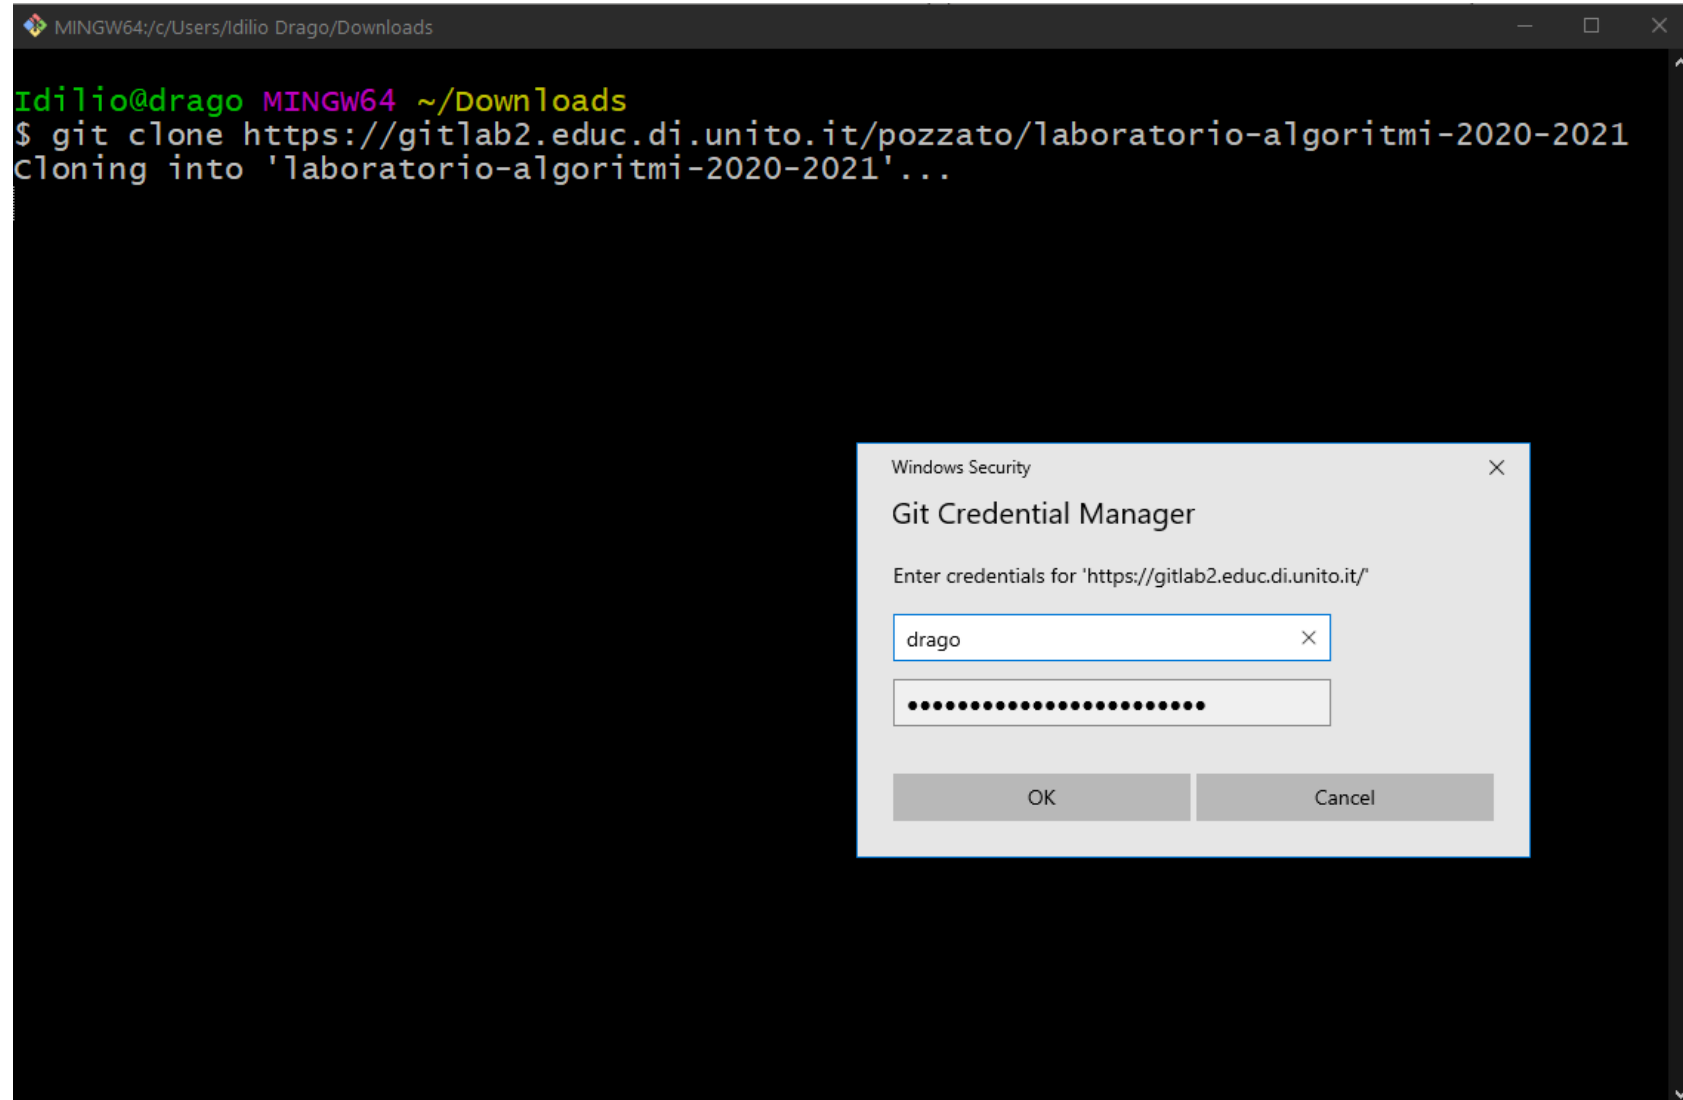 MINGW64:/c/Users/Idilio Drago/Downloads
Idilio@drago MINGW64 ~/Downloads
$ git clone https://gitlab2.educ.di.unito.it/pozzato/laboratorio-algoritmi-2020-2021
Cloning into 'laboratorio-algoritmi-2020-2021'...
Windows Security
Git Credential Manager
Enter credentials for 'https://gitlab2.educ.di.unito.it/'
drago
••••••••••••••••••••••••
OK Cancel